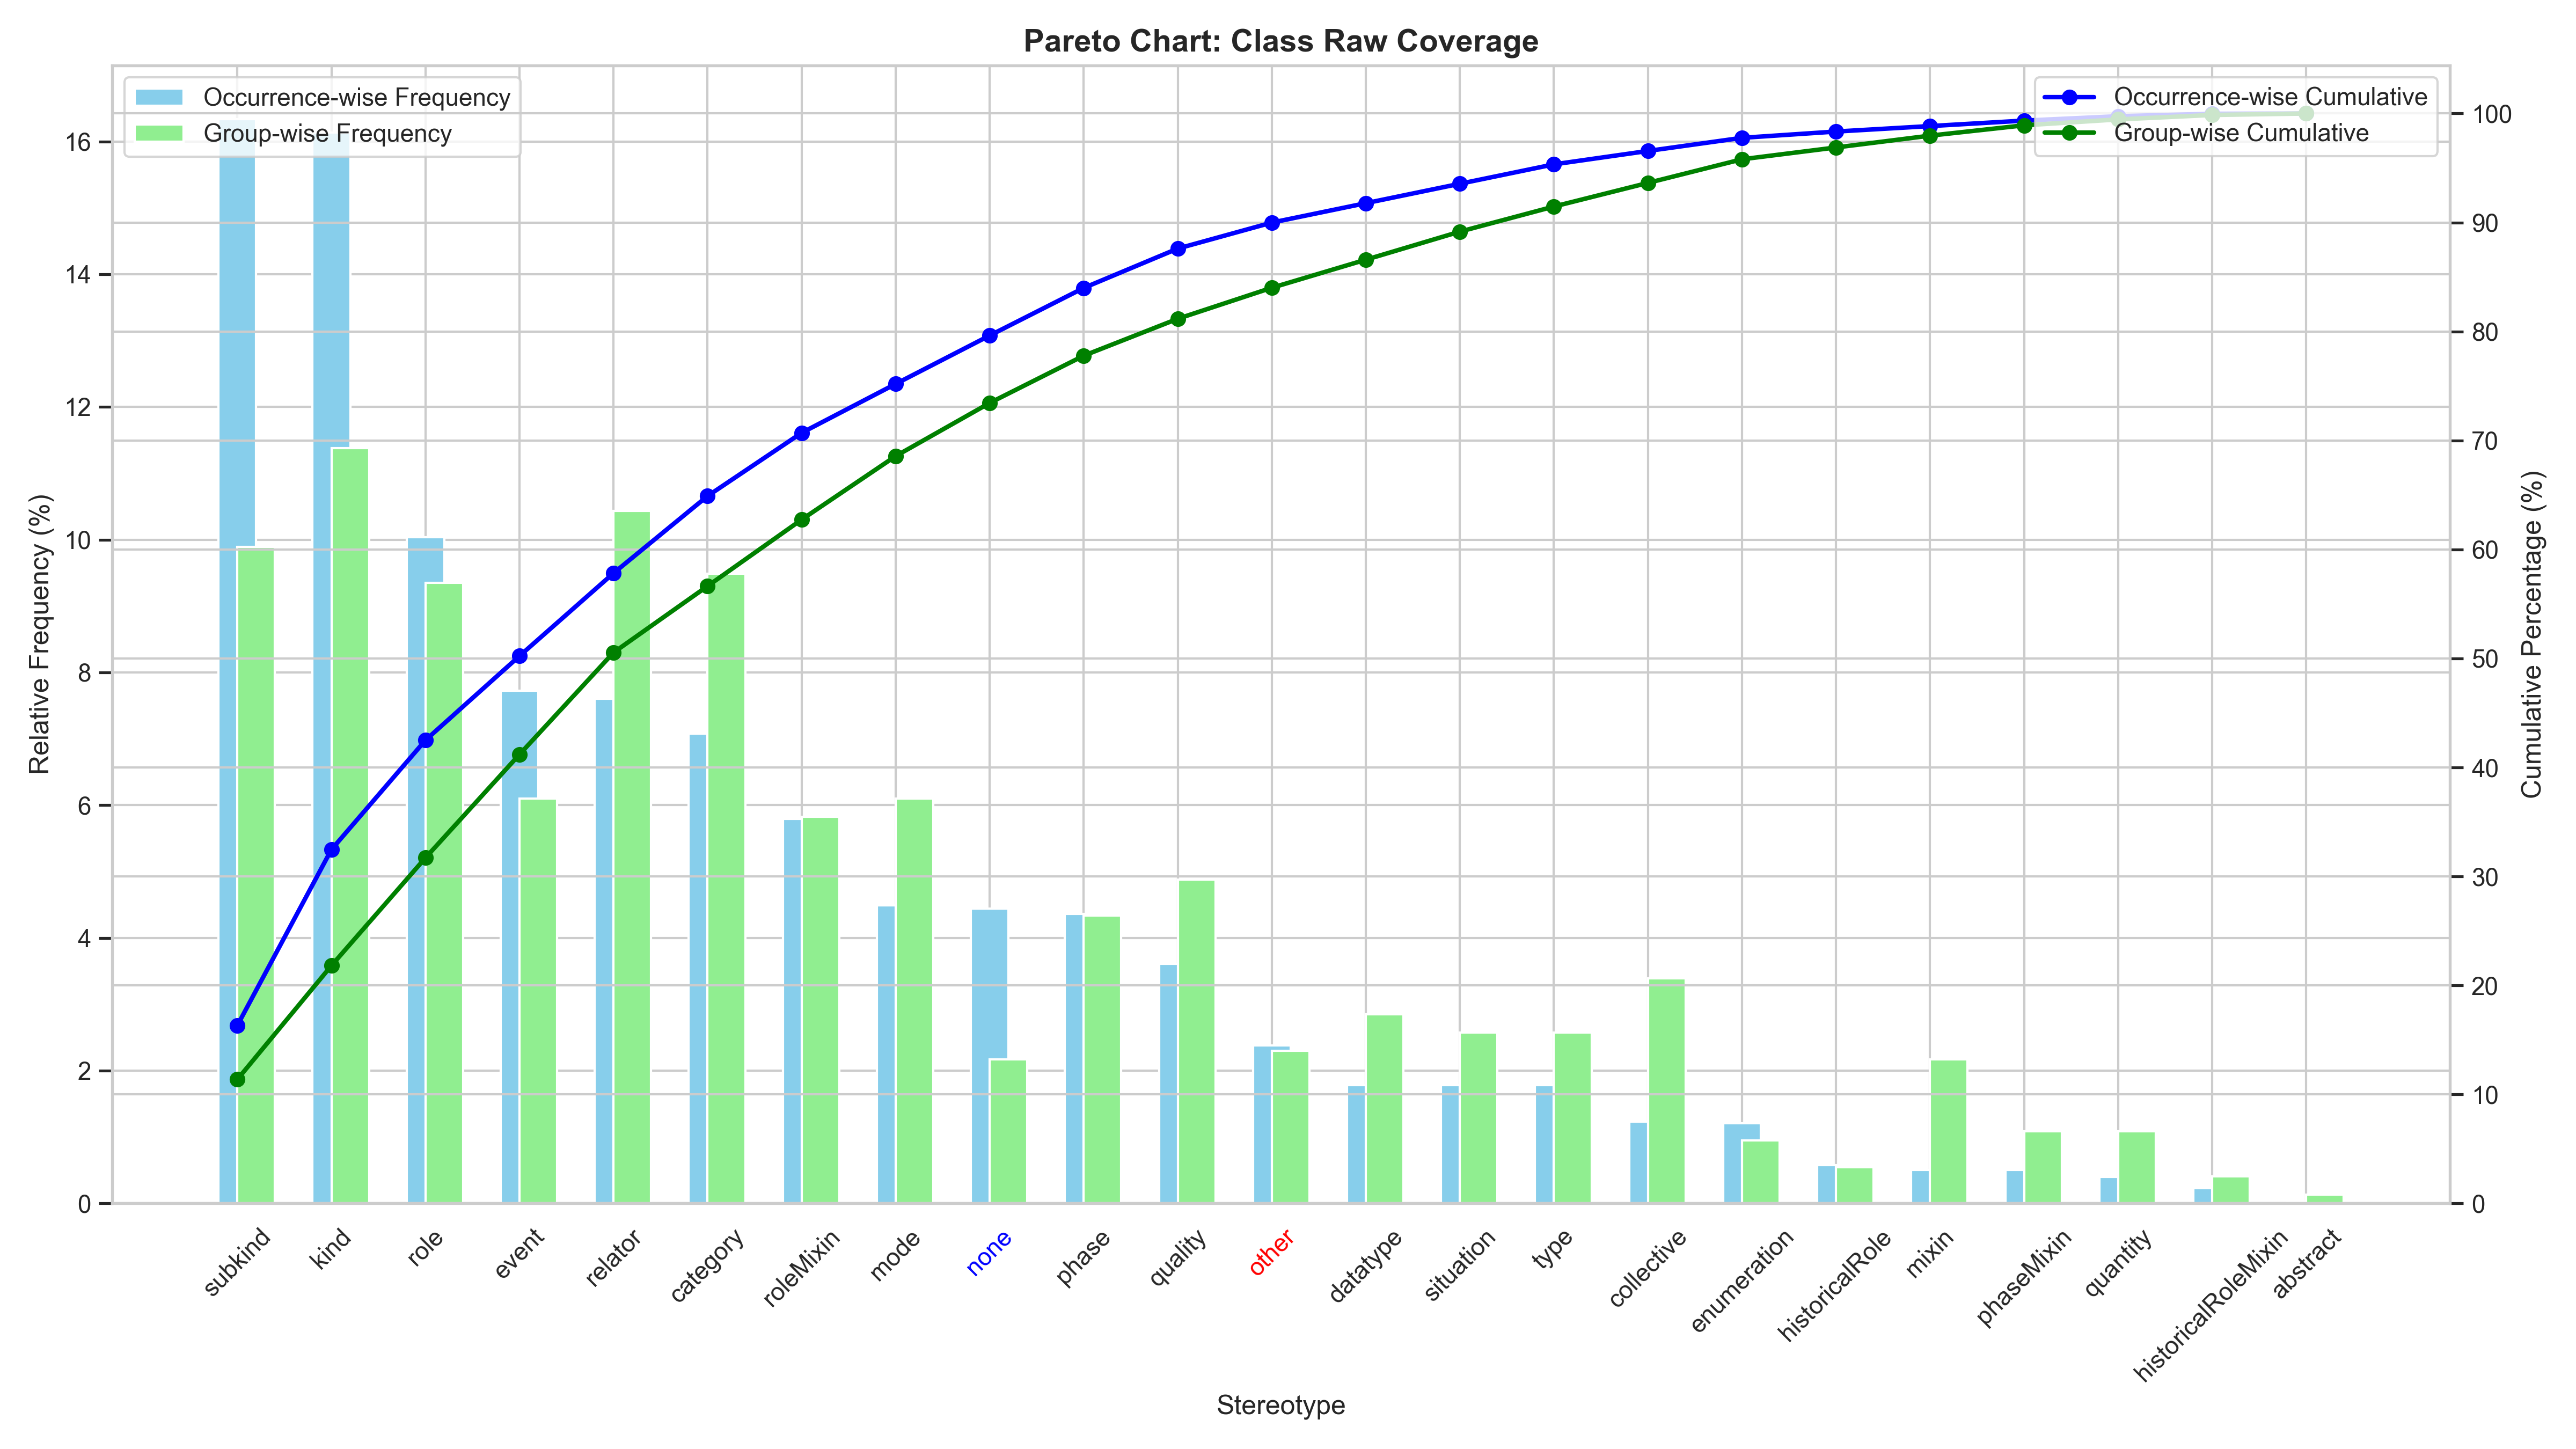 Pareto Chart: Class Raw Coverage
Occurrence-wise Frequency
Group-wise Frequency
Occurrence-wise Cumulative
Group-wise Cumulative
Relative Frequency (%)
16
14
12
10
8
6
4
2
0
Cumulative Percentage (%)
100
90
80
70
60
50
40
30
20
10
0
subkind
kind
role
event
relator
category
roleMixin
mode
none
phase
quality
other
datatype
situation
type
collective
enumeration
historicalRole
mixin
phaseMixin
quantity
historicalRoleMixin
abstract
Stereotype